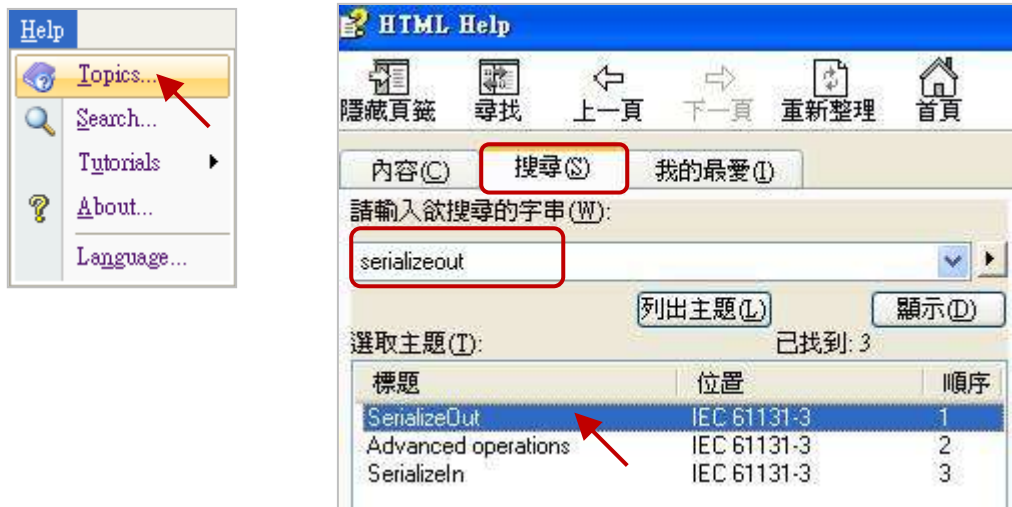 Help
Topics...
Search...
Tutorials
About...
Language...
HTML Help
隱藏頁籤 尋找 上一頁 下一頁 重新整理 首頁
內容(C) 搜尋(S) 我的最愛(I)
請輸入欲搜尋的字串(W):
serializeout
列出主題(L) 顯示(D)
選取主題(T): 已找到: 3
標題 位置 順序
SerializeOut IEC 61131-3 1
Advanced operations IEC 61131-3 2
SerializeIn IEC 61131-3 3